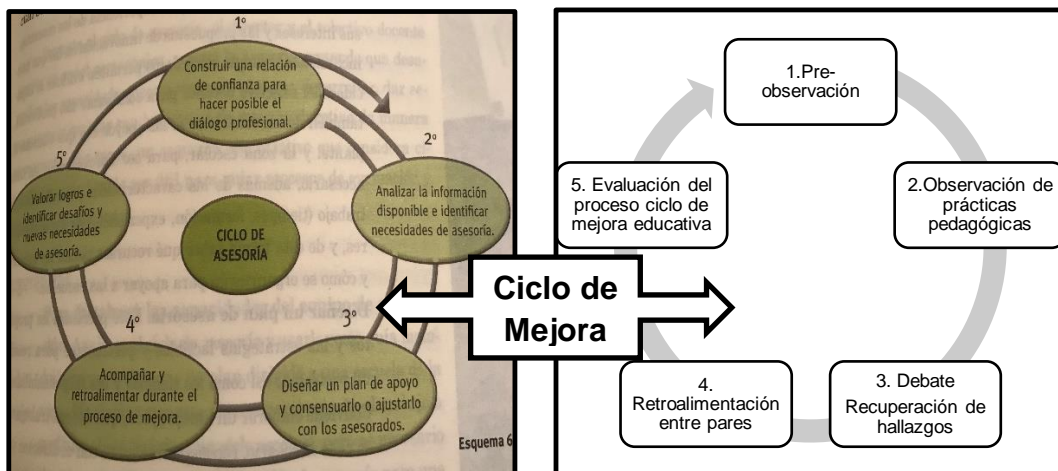 1º
Construir una relación
de confianza para
hacer posible el
diálogo profesional.
2º
Analizar la información
disponible e identificar
necesidades de asesoría.
3º
Diseñar un plan de apoyo
y consensuarlo o ajustarlo
con los asesorados.
4º
Acompañar y
retroalimentar durante el
proceso de mejora.
5º
Valorar logros e
identificar desafíos y
nuevas necesidades
de asesoría.
CICLO DE
ASESORÍA
Esquema 6
Ciclo de
Mejora
1.Pre-
observación
2.Observación de
prácticas
pedagógicas
3. Debate
Recuperación de
hallazgos
4.
Retroalimentación
entre pares
5. Evaluación del
proceso ciclo de
mejora educativa